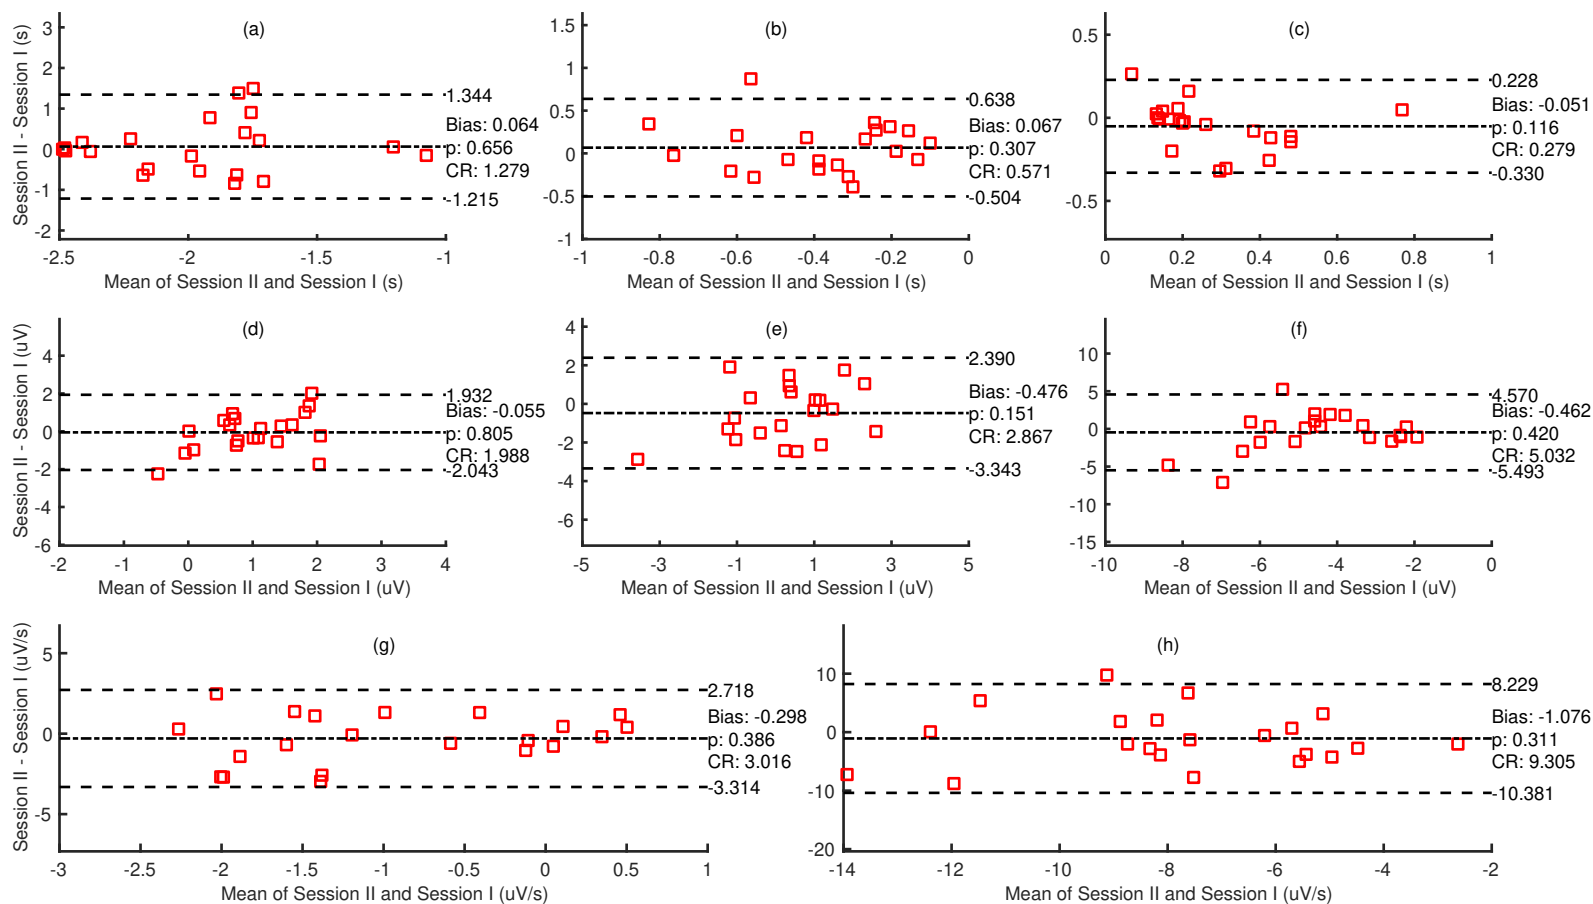 (a)
Session II - Session I (s)
3
2
1
0
-1
-2
-2.5
-2
-1.5
-1
Mean of Session II and Session I (s)
1.344
Bias: 0.064
p: 0.656
CR: 1.279
-1.215
(b)
1.5
1
0.5
0
-0.5
-1
-1
-0.8
-0.6
-0.4
-0.2
0
Mean of Session II and Session I (s)
0.638
Bias: 0.067
p: 0.307
CR: 0.571
-0.504
(c)
0.5
0
-0.5
0
0.2
0.4
0.6
0.8
1
Mean of Session II and Session I (s)
0.228
Bias: -0.051
p: 0.116
CR: 0.279
-0.330
(d)
Session II - Session I (uV)
4
2
0
-2
-4
-6
-2
-1
0
1
2
3
4
Mean of Session II and Session I (uV)
1.932
Bias: -0.055
p: 0.805
CR: 1.988
-2.043
(e)
4
2
0
-2
-4
-6
-5
-3
-1
1
3
5
Mean of Session II and Session I (uV)
2.390
Bias: -0.476
p: 0.151
CR: 2.867
-3.343
(f)
10
5
0
-5
-10
-15
-10
-8
-6
-4
-2
0
Mean of Session II and Session I (uV)
4.570
Bias: -0.462
p: 0.420
CR: 5.032
-5.493
(g)
Session II - Session I (uV/s)
5
0
-5
-3
-2.5
-2
-1.5
-1
-0.5
0
0.5
1
Mean of Session II and Session I (uV/s)
2.718
Bias: -0.298
p: 0.386
CR: 3.016
-3.314
(h)
10
0
-10
-20
-14
-12
-10
-8
-6
-4
-2
Mean of Session II and Session I (uV/s)
8.229
Bias: -1.076
p: 0.311
CR: 9.305
-10.381